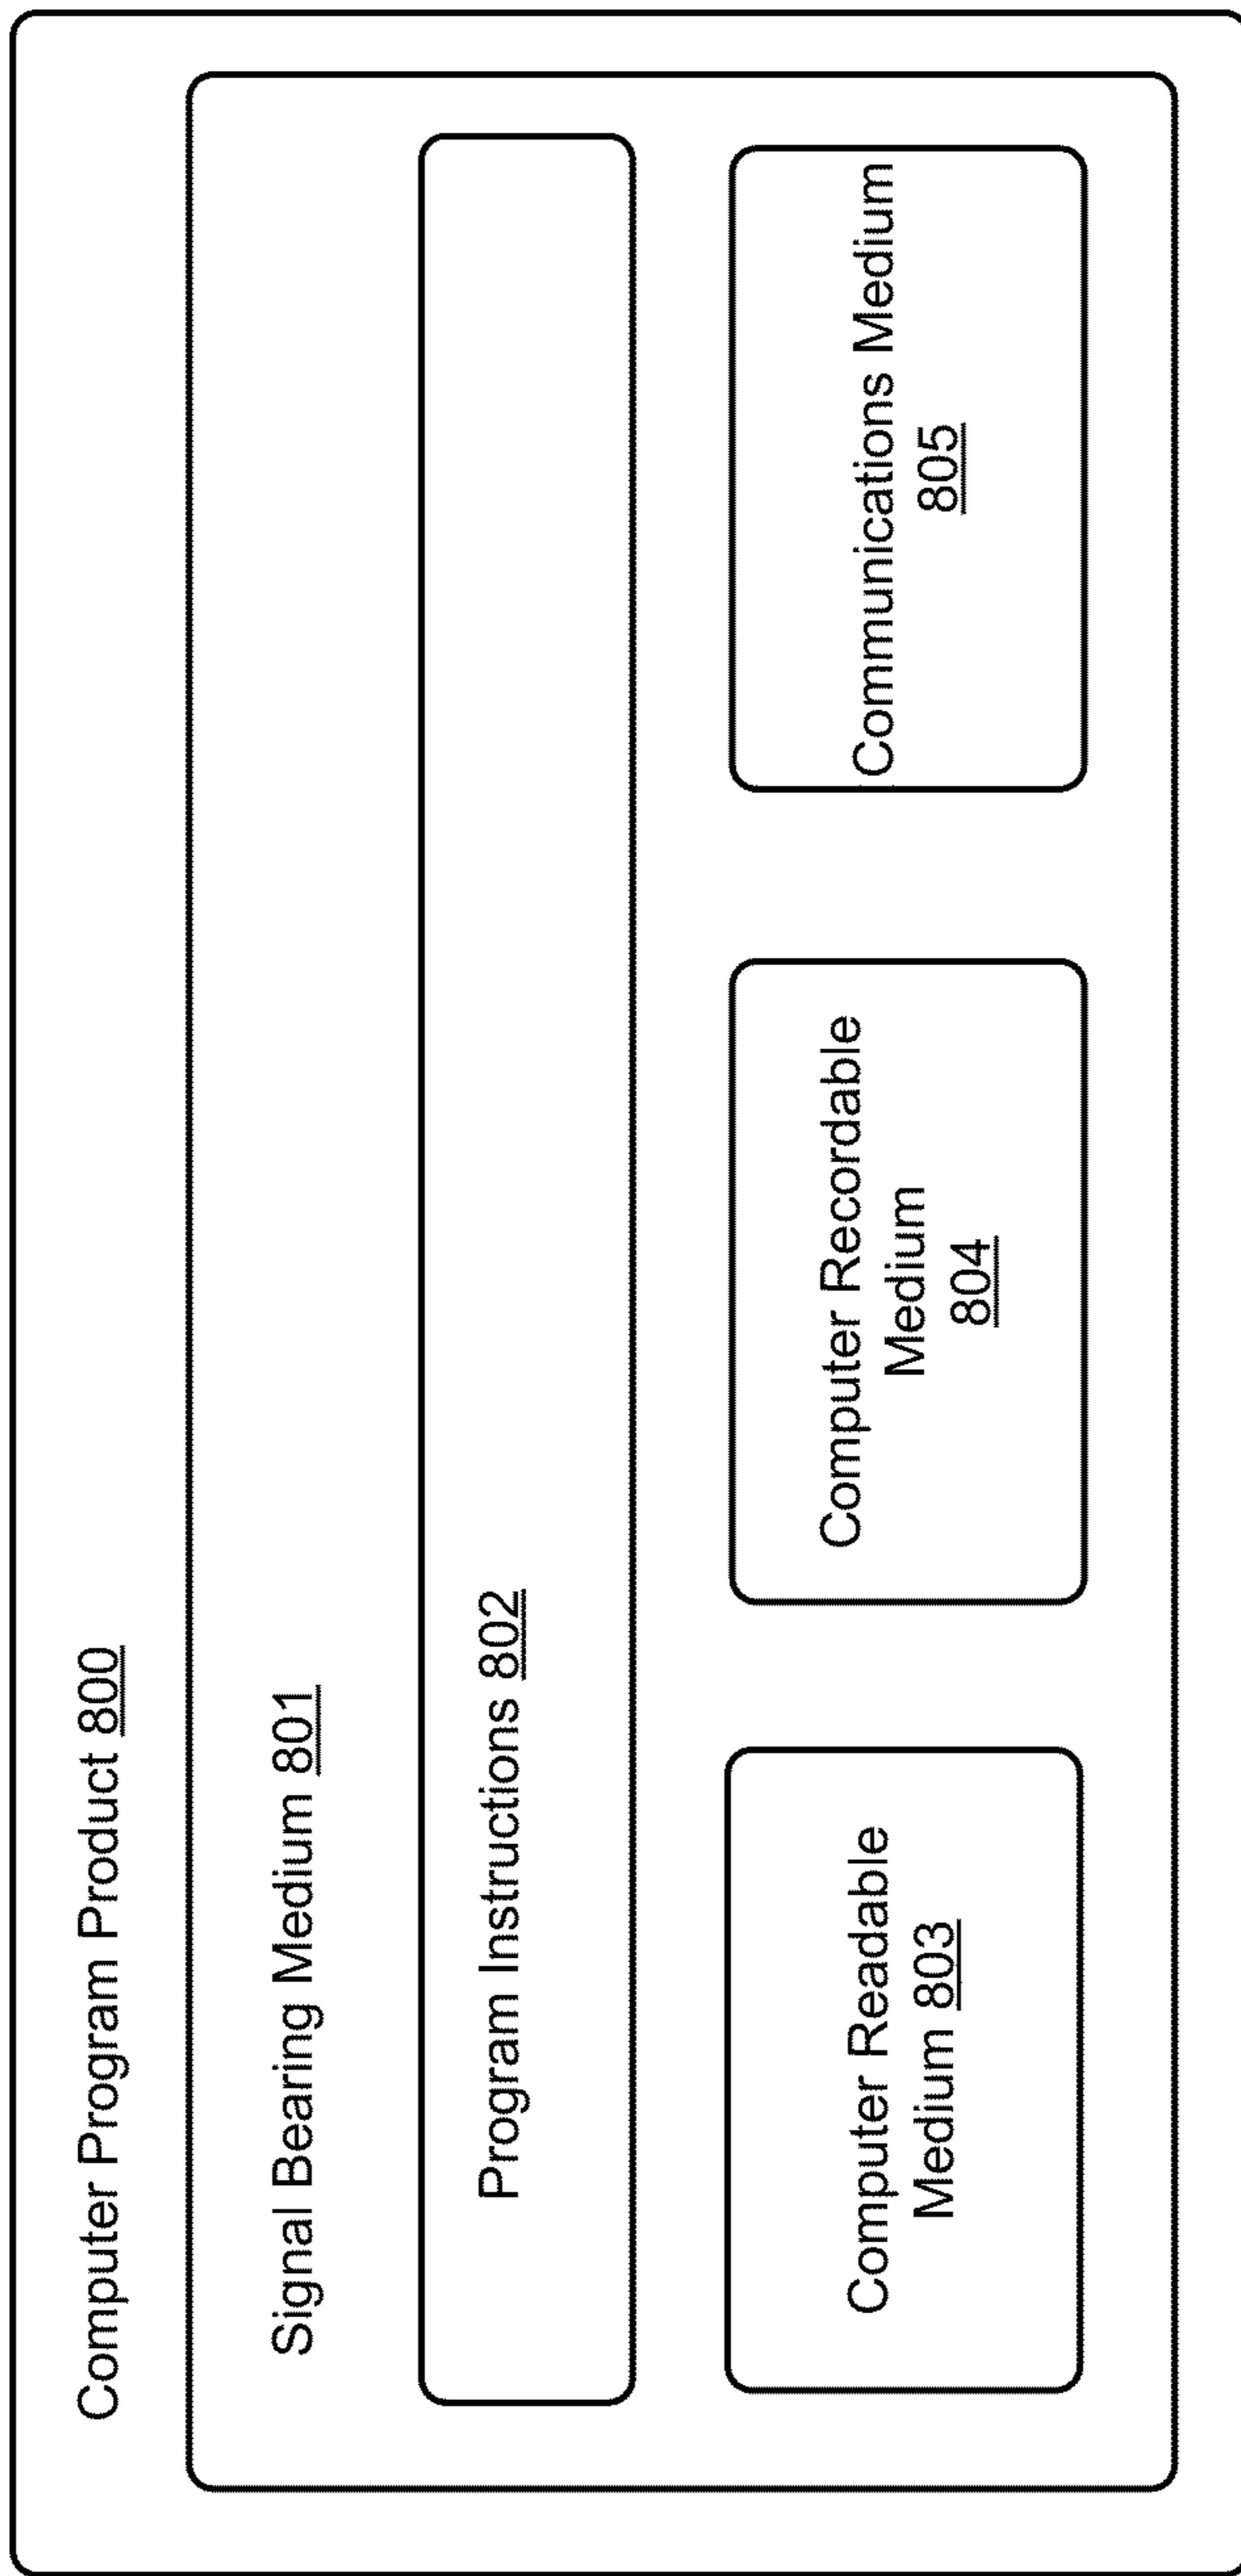 Computer Program Product 800
Signal Bearing Medium 801
Program Instructions 802
Computer Readable
Medium 803
Computer Recordable
Medium
804
Communications Medium
805